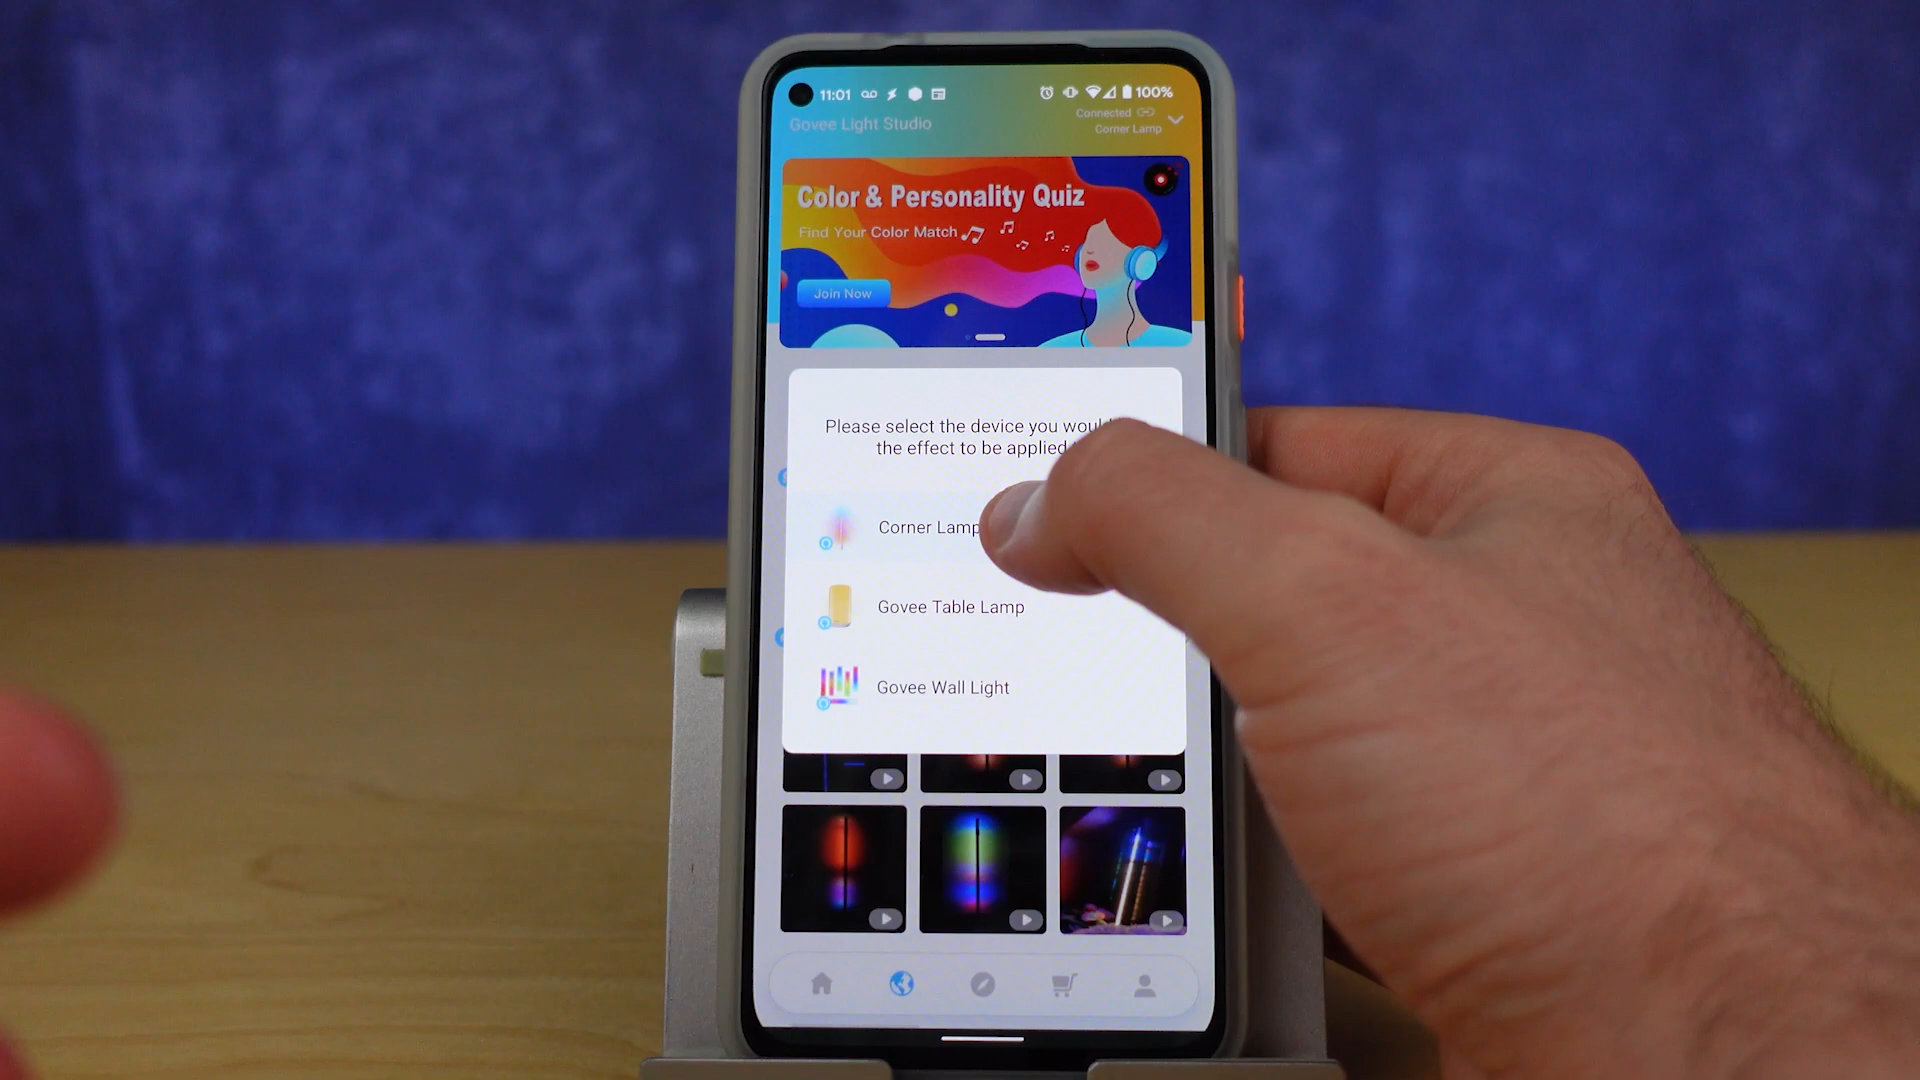 11:01
100%
Connected
Govee Light Studio
Corner Lamp
Color & Personality Quiz
Find Your Color Match
Join Now
Please select the device you
the effect to be applied
Corner Lamp
Govee Table Lamp
Govee Wall Light